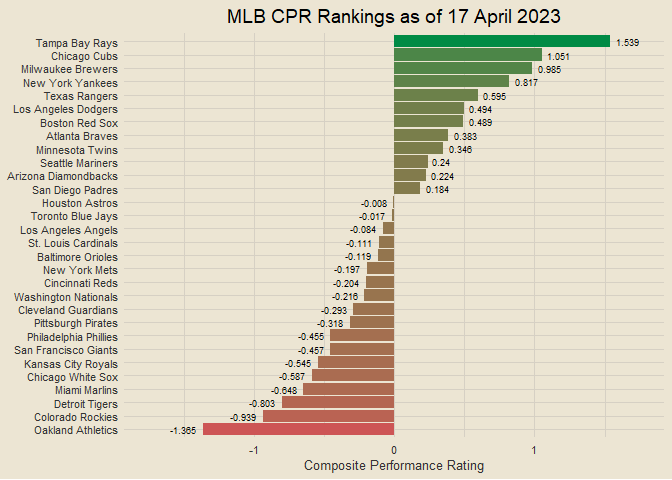 MLB CPR Rankings as of 17 April 2023
Tampa Bay Rays 1.539
Chicago Cubs 1.051
Milwaukee Brewers 0.985
New York Yankees 0.817
Texas Rangers 0.595
Los Angeles Dodgers 0.494
Boston Red Sox 0.489
Atlanta Braves 0.383
Minnesota Twins 0.346
Seattle Mariners 0.24
Arizona Diamondbacks 0.224
San Diego Padres 0.184
Houston Astros -0.008
Toronto Blue Jays -0.017
Los Angeles Angels -0.084
St. Louis Cardinals -0.111
Baltimore Orioles -0.119
New York Mets -0.197
Cincinnati Reds -0.204
Washington Nationals -0.216
Cleveland Guardians -0.293
Pittsburgh Pirates -0.318
Philadelphia Phillies -0.455
San Francisco Giants -0.457
Kansas City Royals -0.545
Chicago White Sox -0.587
Miami Marlins -0.648
Detroit Tigers -0.803
Colorado Rockies -0.939
Oakland Athletics -1.365
-1 0 1
Composite Performance Rating